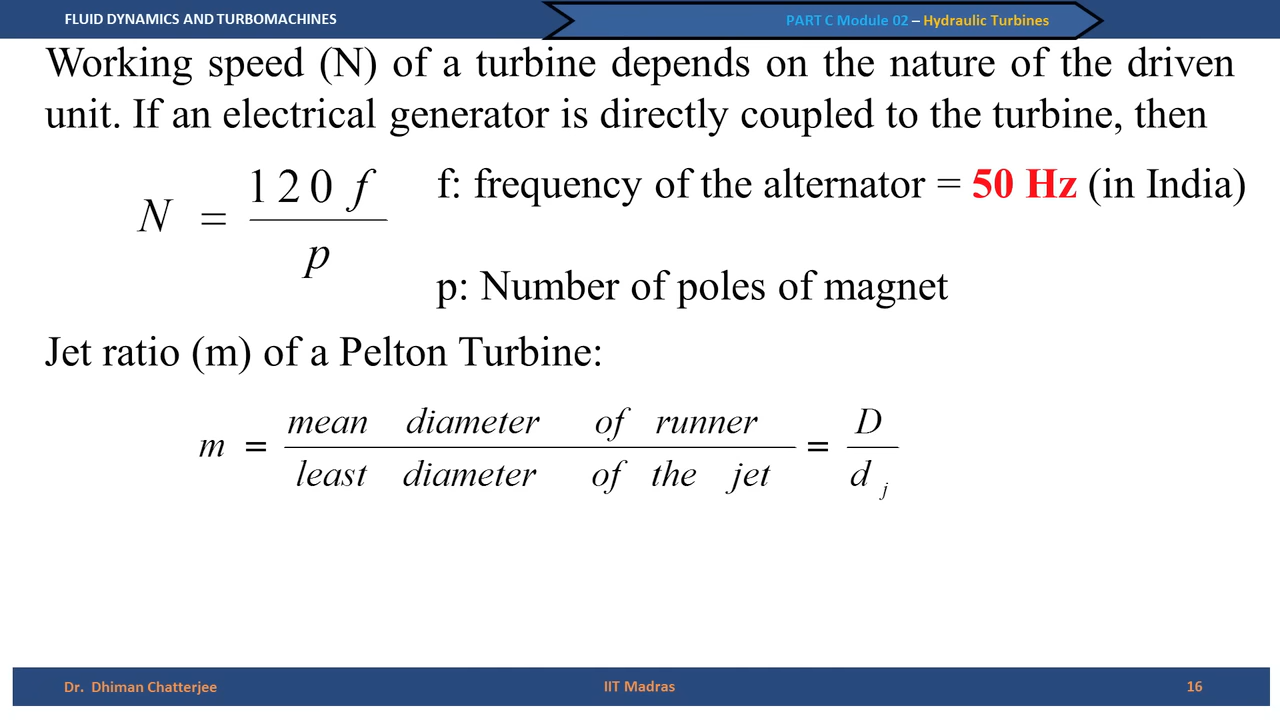 FLUID DYNAMICS AND TURBOMACHINES
PART C Module 02 – Hydraulic Turbines
Working speed (N) of a turbine depends on the nature of the driven
unit. If an electrical generator is directly coupled to the turbine, then
N = 120 f / p
f: frequency of the alternator = 50 Hz (in India)
p: Number of poles of magnet
Jet ratio (m) of a Pelton Turbine:
m = mean diameter of runner / least diameter of the jet = D / d j
Dr. Dhiman Chatterjee
IIT Madras
16